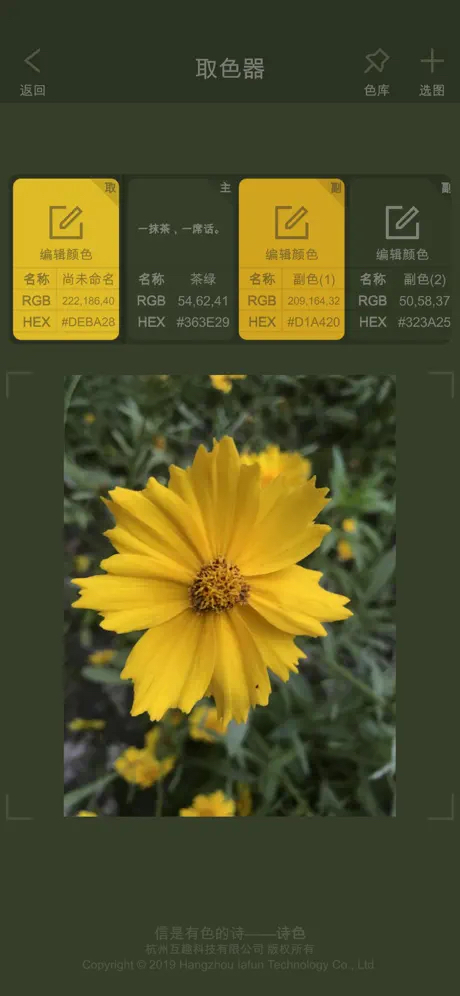 取色器
返回
色库
选图
取
编辑颜色
名称 尚未命名
RGB 222,186,40
HEX #DEBA28
主
一抹茶，一席话。
名称 茶绿
RGB 54,62,41
HEX #363E29
副
编辑颜色
名称 副色(1)
RGB 209,164,32
HEX #D1A420
副
编辑颜色
名称 副色(2)
RGB 50,58,37
HEX #323A25
信是有色的诗——诗色
杭州互趣科技有限公司 版权所有
Copyright © 2019 Hangzhou Iafun Technology Co., Ltd